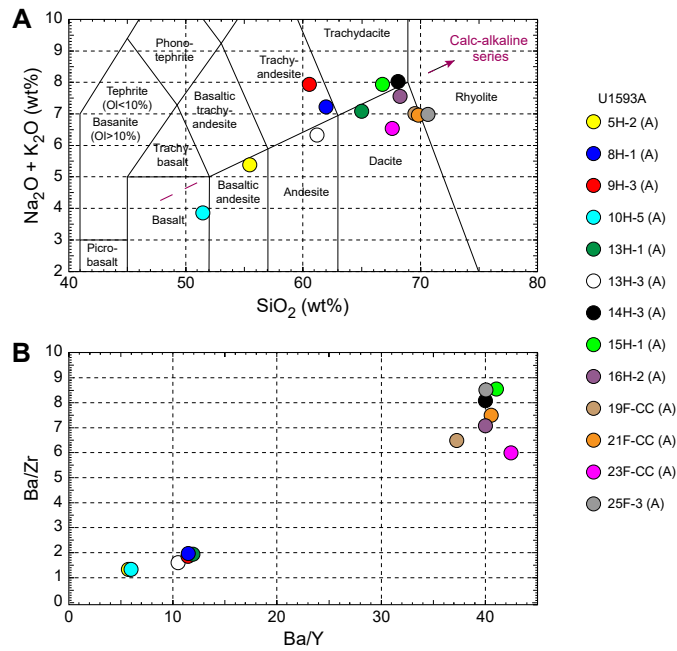 A
Na₂O + K₂O (wt%)
10
9
8
7
6
5
4
3
2
40
50
60
70
80
SiO₂ (wt%)
Phono-
tephrite
Trachy-
andesite
Trachydacite
Calc-alkaline
series
Tephrite
(Ol<10%)
Basanite
(Ol>10%)
Basaltic
trachy-
andesite
Rhyolite
Trachy-
basalt
Dacite
Basaltic
andesite
Andesite
Basalt
Picro-
basalt
B
Ba/Zr
10
9
8
7
6
5
4
3
2
1
0
0
10
20
30
40
Ba/Y
U1593A
5H-2 (A)
8H-1 (A)
9H-3 (A)
10H-5 (A)
13H-1 (A)
13H-3 (A)
14H-3 (A)
15H-1 (A)
16H-2 (A)
19F-CC (A)
21F-CC (A)
23F-CC (A)
25F-3 (A)